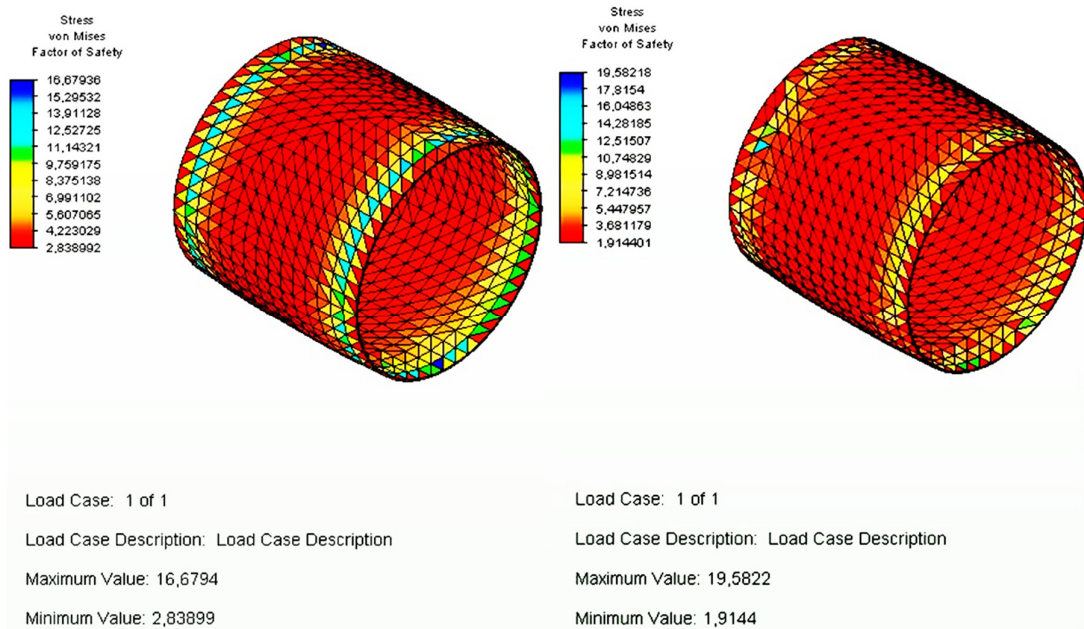 Stress
von Mises
Factor of Safety
16,67936
15,29532
13,91128
12,52725
11,14321
9,759175
8,375138
6,991102
5,607065
4,223029
2,838992
Load Case: 1 of 1
Load Case Description: Load Case Description
Maximum Value: 16,6794
Minimum Value: 2,83899
Stress
von Mises
Factor of Safety
19,58218
17,8154
16,04863
14,28185
12,51507
10,74829
8,981514
7,214736
5,447957
3,681179
1,914401
Load Case: 1 of 1
Load Case Description: Load Case Description
Maximum Value: 19,5822
Minimum Value: 1,9144